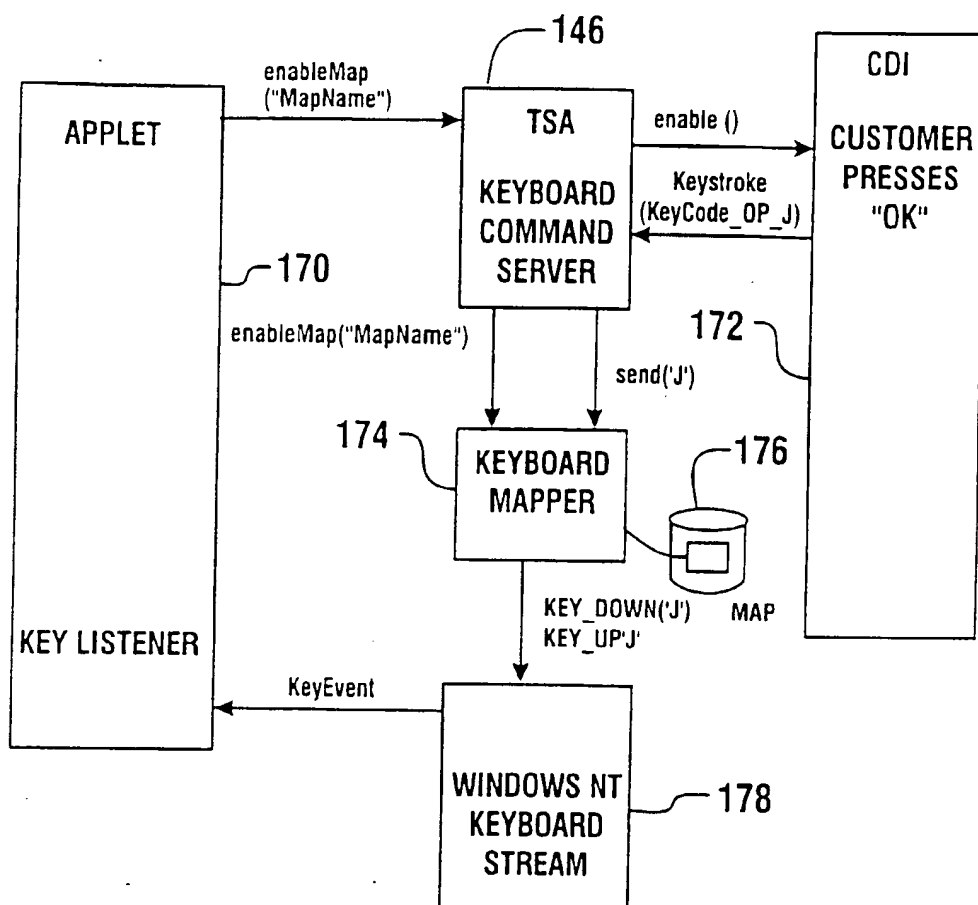 146
enableMap
("MapName")
APPLET
TSA
KEYBOARD
COMMAND
SERVER
enable ()
Keystroke
(KeyCode_OP_J)
CDI
CUSTOMER
PRESSES
"OK"
170
enableMap("MapName")
send('J')
172
174
KEYBOARD
MAPPER
176
MAP
KEY_DOWN('J')
KEY_UP'J'
KEY LISTENER
KeyEvent
WINDOWS NT
KEYBOARD
STREAM
178